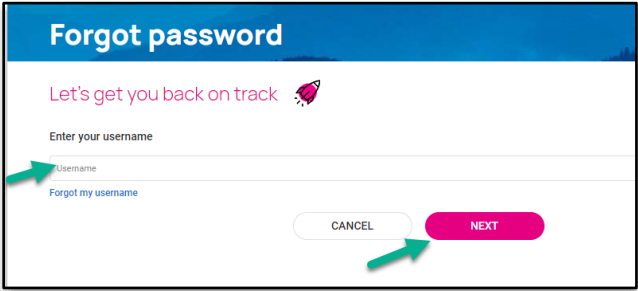 Forgot password
Let's get you back on track
Enter your username
Username
Forgot my username
CANCEL NEXT